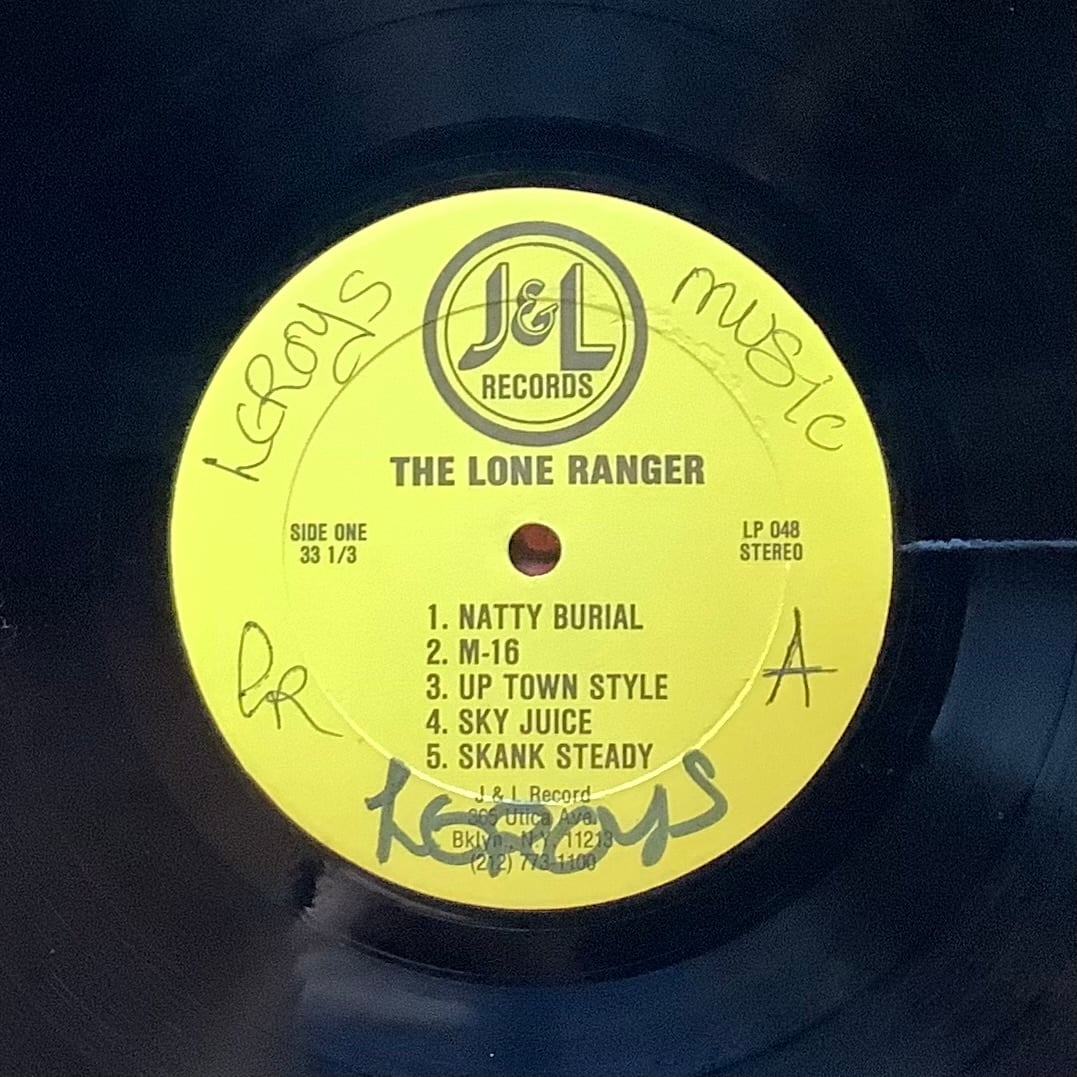 LEROYS
MUSIC
J&L
RECORDS
THE LONE RANGER
SIDE ONE
33 1/3
LP 048
STEREO
1. NATTY BURIAL
2. M-16
3. UP TOWN STYLE
4. SKY JUICE
5. SKANK STEADY
A
LEROYS
J & L Record
365 Utica Ave.
Bklyn., N.Y. 11213
(212) 773-1100